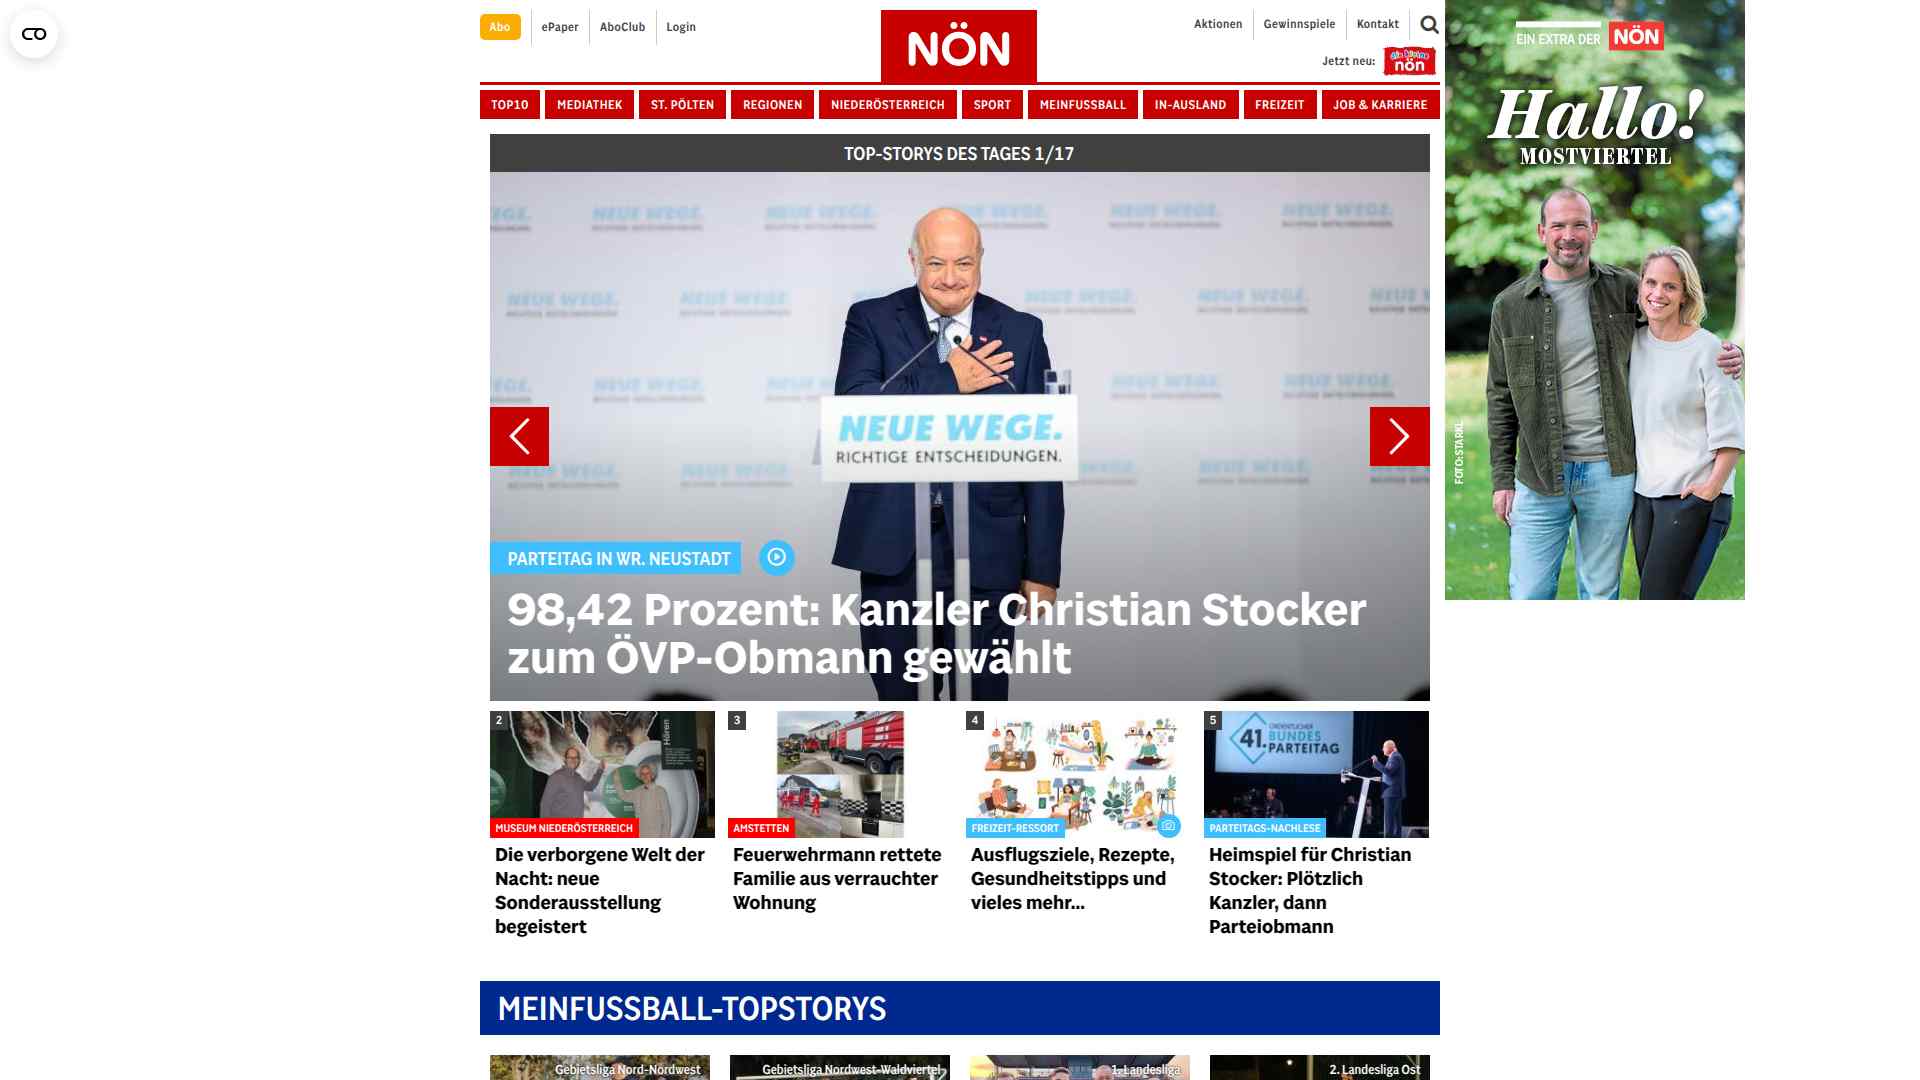 Abo
ePaper
AboClub
Login
NÖN
Aktionen
Gewinnspiele
Kontakt
Jetzt neu:
die kleine
nön
TOP10
MEDIATHEK
ST. PÖLTEN
REGIONEN
NIEDERÖSTERREICH
SPORT
MEINFUSSBALL
IN-AUSLAND
FREIZEIT
JOB & KARRIERE
TOP-STORYS DES TAGES 1/17
NEUE WEGE.
RICHTIGE ENTSCHEIDUNGEN.
PARTEITAG IN WR. NEUSTADT
98,42 Prozent: Kanzler Christian Stocker
zum ÖVP-Obmann gewählt
2
Hören
MUSEUM NIEDERÖSTERREICH
Die verborgene Welt der
Nacht: neue
Sonderausstellung
begeistert
3
AMSTETTEN
Feuerwehrmann rettete
Familie aus verrauchter
Wohnung
4
FREIZEIT-RESSORT
Ausflugsziele, Rezepte,
Gesundheitstipps und
vieles mehr...
5
ORDENTLICHER
41. BUNDES
PARTEITAG
PARTEITAGS-NACHLESE
Heimspiel für Christian
Stocker: Plötzlich
Kanzler, dann
Parteiobmann
EIN EXTRA DER NÖN
Hallo!
MOSTVIERTEL
FOTO: STARKL
MEINFUSSBALL-TOPSTORYS
Gebietsliga Nord-Nordwest
Gebietsliga Nordwest-Waldviertel
1. Landesliga
2. Landesliga Ost